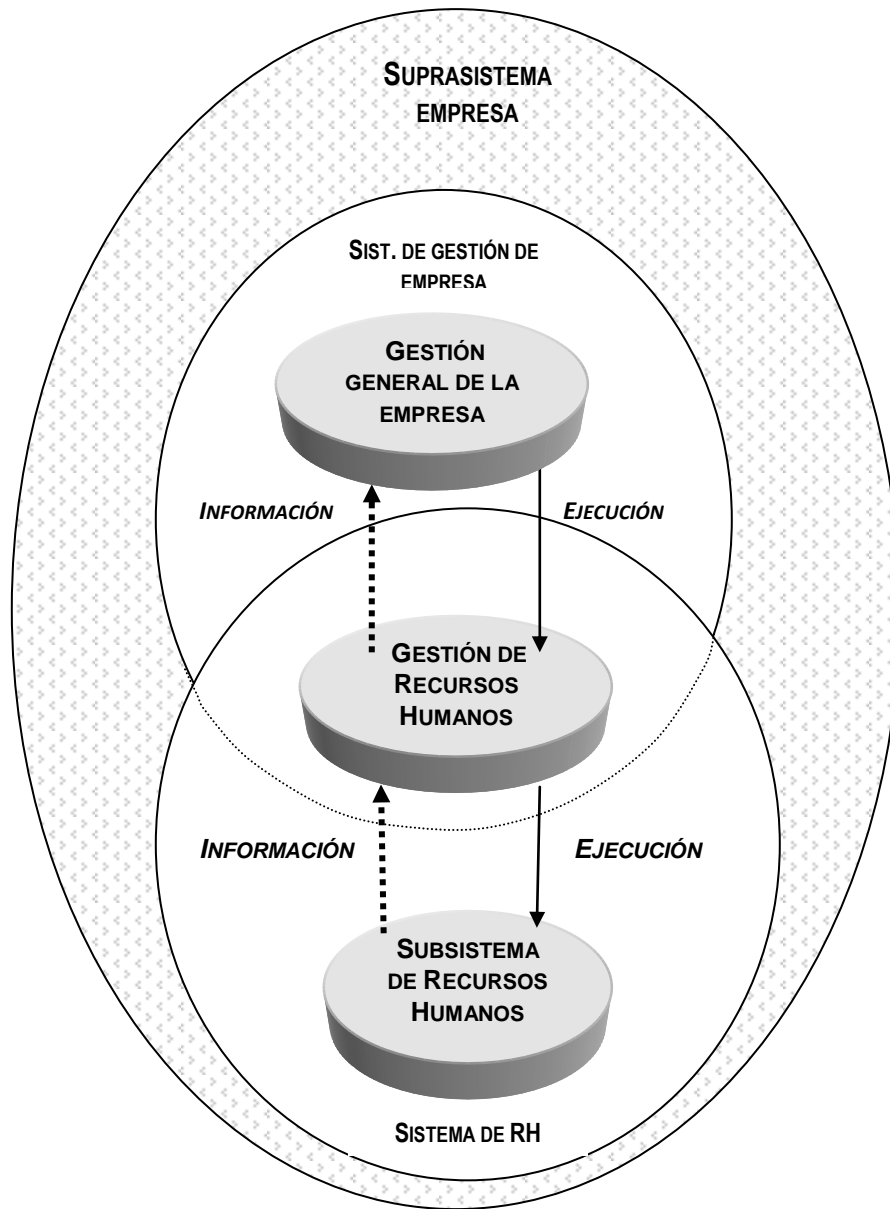 SUPRASISTEMA
EMPRESA
SIST. DE GESTIÓN DE
EMPRESA
GESTIÓN
GENERAL DE LA
EMPRESA
INFORMACIÓN
EJECUCIÓN
GESTIÓN DE
RECURSOS
HUMANOS
INFORMACIÓN
EJECUCIÓN
SUBSISTEMA
DE RECURSOS
HUMANOS
SISTEMA DE RH